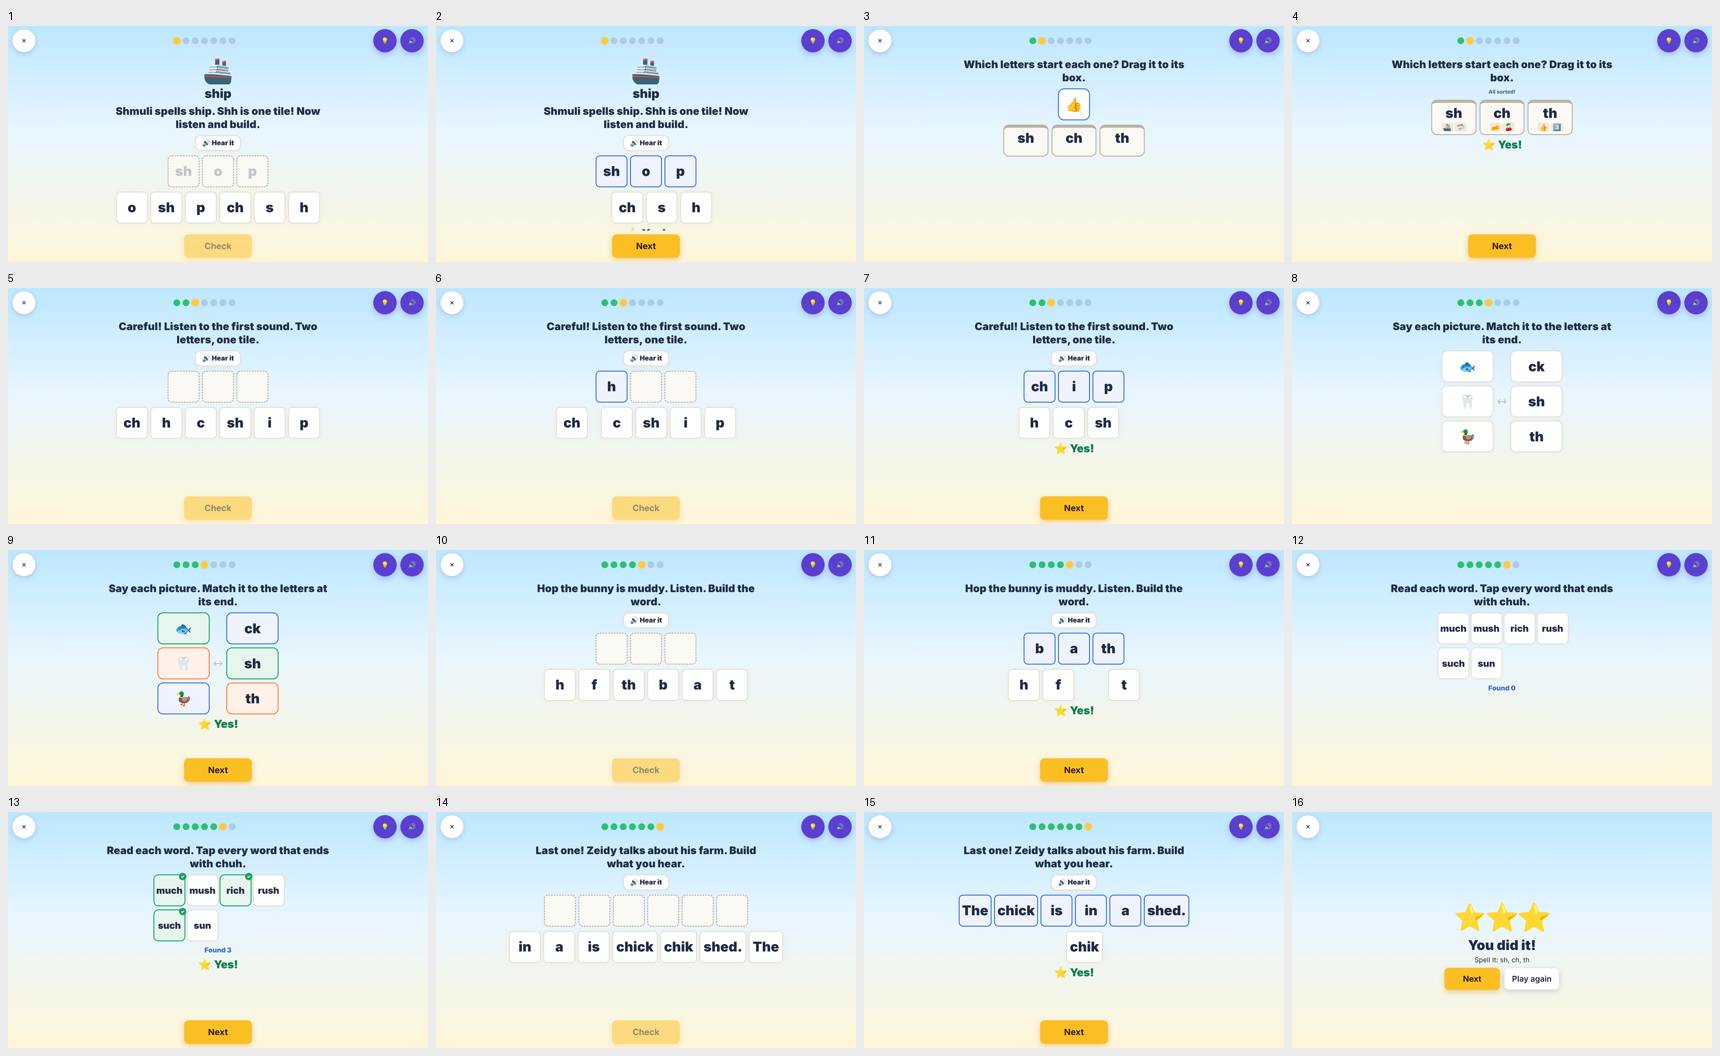 1
×
ship
Shmuli spells ship. Shh is one tile! Now
listen and build.
Hear it
sh o p
o sh p ch s h
Check
2
×
ship
Shmuli spells ship. Shh is one tile! Now
listen and build.
Hear it
sh o p
ch s h
Next
3
×
Which letters start each one? Drag it to its
box.
sh ch th
4
×
Which letters start each one? Drag it to its
box.
All sorted!
sh ch th
Yes!
Next
5
×
Careful! Listen to the first sound. Two
letters, one tile.
Hear it
ch h c sh i p
Check
6
×
Careful! Listen to the first sound. Two
letters, one tile.
Hear it
h
ch c sh i p
Check
7
×
Careful! Listen to the first sound. Two
letters, one tile.
Hear it
ch i p
h c sh
Yes!
Next
8
×
Say each picture. Match it to the letters at
its end.
ck
sh
th
9
×
Say each picture. Match it to the letters at
its end.
ck
sh
th
Yes!
Next
10
×
Hop the bunny is muddy. Listen. Build the
word.
Hear it
h f th b a t
Check
11
×
Hop the bunny is muddy. Listen. Build the
word.
Hear it
b a th
h f t
Yes!
Next
12
×
Read each word. Tap every word that ends
with chuh.
much mush rich rush
such sun
Found 0
13
×
Read each word. Tap every word that ends
with chuh.
much mush rich rush
such sun
Found 3
Yes!
Next
14
×
Last one! Zeidy talks about his farm. Build
what you hear.
Hear it
in a is chick chik shed. The
Check
15
×
Last one! Zeidy talks about his farm. Build
what you hear.
Hear it
The chick is in a shed.
chik
Yes!
Next
16
×
You did it!
Spell It: sh, ch, th
Next Play again